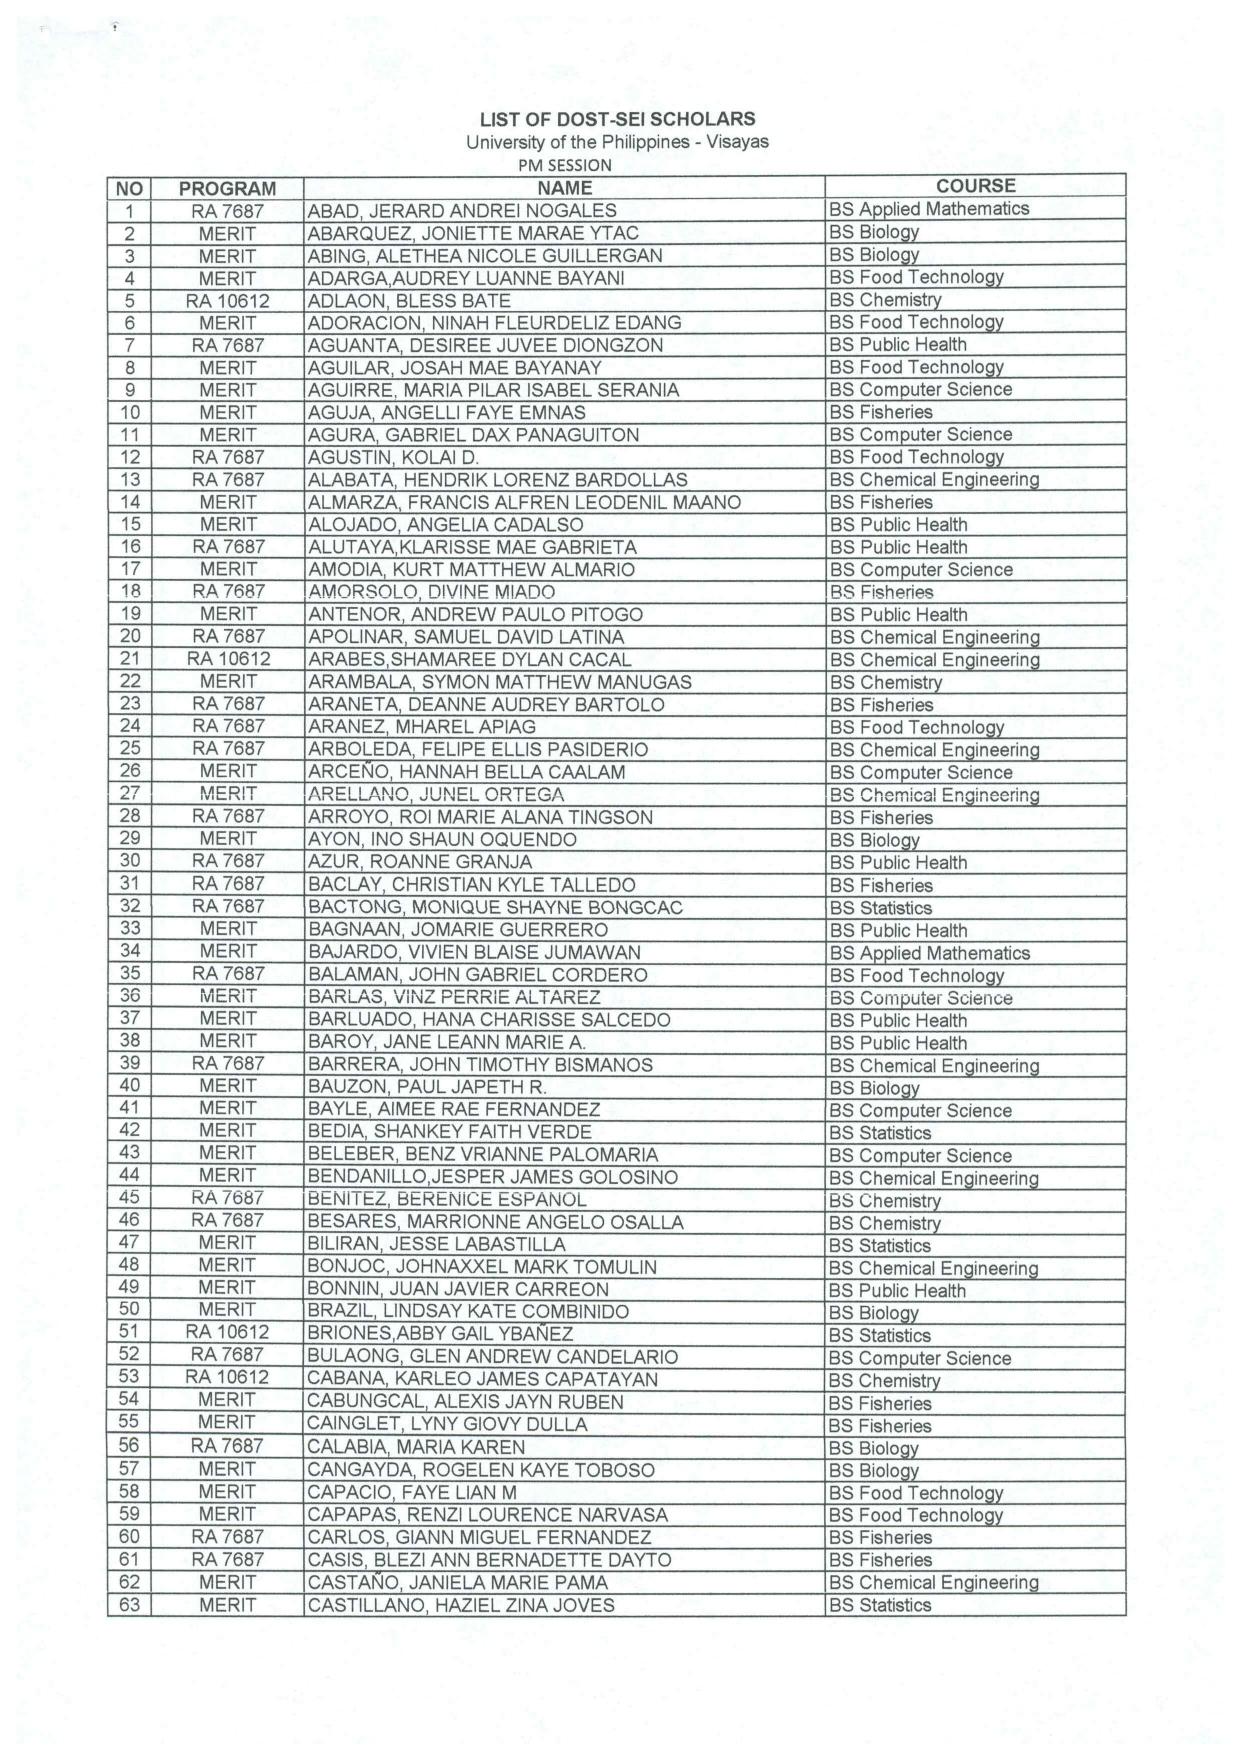 LIST OF DOST-SEI SCHOLARS
University of the Philippines - Visayas
PM SESSION
NO PROGRAM NAME COURSE
1 RA 7687 ABAD, JERARD ANDREI NOGALES BS Applied Mathematics
2 MERIT ABARQUEZ, JONIETTE MARAE YTAC BS Biology
3 MERIT ABING, ALETHEA NICOLE GUILLERGAN BS Biology
4 MERIT ADARGA,AUDREY LUANNE BAYANI BS Food Technology
5 RA 10612 ADLAON, BLESS BATE BS Chemistry
6 MERIT ADORACION, NINAH FLEURDELIZ EDANG BS Food Technology
7 RA 7687 AGUANTA, DESIREE JUVEE DIONGZON BS Public Health
8 MERIT AGUILAR, JOSAH MAE BAYANAY BS Food Technology
9 MERIT AGUIRRE, MARIA PILAR ISABEL SERANIA BS Computer Science
10 MERIT AGUJA, ANGELLI FAYE EMNAS BS Fisheries
11 MERIT AGURA, GABRIEL DAX PANAGUITON BS Computer Science
12 RA 7687 AGUSTIN, KOLAI D. BS Food Technology
13 RA 7687 ALABATA, HENDRIK LORENZ BARDOLLAS BS Chemical Engineering
14 MERIT ALMARZA, FRANCIS ALFREN LEODENIL MAANO BS Fisheries
15 MERIT ALOJADO, ANGELIA CADALSO BS Public Health
16 RA 7687 ALUTAYA,KLARISSE MAE GABRIETA BS Public Health
17 MERIT AMODIA, KURT MATTHEW ALMARIO BS Computer Science
18 RA 7687 AMORSOLO, DIVINE MIADO BS Fisheries
19 MERIT ANTENOR, ANDREW PAULO PITOGO BS Public Health
20 RA 7687 APOLINAR, SAMUEL DAVID LATINA BS Chemical Engineering
21 RA 10612 ARABES,SHAMAREE DYLAN CACAL BS Chemical Engineering
22 MERIT ARAMBALA, SYMON MATTHEW MANUGAS BS Chemistry
23 RA 7687 ARANETA, DEANNE AUDREY BARTOLO BS Fisheries
24 RA 7687 ARANEZ, MHAREL APIAG BS Food Technology
25 RA 7687 ARBOLEDA, FELIPE ELLIS PASIDERIO BS Chemical Engineering
26 MERIT ARCEÑO, HANNAH BELLA CAALAM BS Computer Science
27 MERIT ARELLANO, JUNEL ORTEGA BS Chemical Engineering
28 RA 7687 ARROYO, ROI MARIE ALANA TINGSON BS Fisheries
29 MERIT AYON, INO SHAUN OQUENDO BS Biology
30 RA 7687 AZUR, ROANNE GRANJA BS Public Health
31 RA 7687 BACLAY, CHRISTIAN KYLE TALLEDO BS Fisheries
32 RA 7687 BACTONG, MONIQUE SHAYNE BONGCAC BS Statistics
33 MERIT BAGNAAN, JOMARIE GUERRERO BS Public Health
34 MERIT BAJARDO, VIVIEN BLAISE JUMAWAN BS Applied Mathematics
35 RA 7687 BALAMAN, JOHN GABRIEL CORDERO BS Food Technology
36 MERIT BARLAS, VINZ PERRIE ALTAREZ BS Computer Science
37 MERIT BARLUADO, HANA CHARISSE SALCEDO BS Public Health
38 MERIT BAROY, JANE LEANN MARIE A. BS Public Health
39 RA 7687 BARRERA, JOHN TIMOTHY BISMANOS BS Chemical Engineering
40 MERIT BAUZON, PAUL JAPETH R. BS Biology
41 MERIT BAYLE, AIMEE RAE FERNANDEZ BS Computer Science
42 MERIT BEDIA, SHANKEY FAITH VERDE BS Statistics
43 MERIT BELEBER, BENZ VRIANNE PALOMARIA BS Computer Science
44 MERIT BENDANILLO,JESPER JAMES GOLOSINO BS Chemical Engineering
45 RA 7687 BENITEZ, BERENICE ESPANOL BS Chemistry
46 RA 7687 BESARES, MARRIONNE ANGELO OSALLA BS Chemistry
47 MERIT BILIRAN, JESSE LABASTILLA BS Statistics
48 MERIT BONJOC, JOHNAXXEL MARK TOMULIN BS Chemical Engineering
49 MERIT BONNIN, JUAN JAVIER CARREON BS Public Health
50 MERIT BRAZIL, LINDSAY KATE COMBINIDO BS Biology
51 RA 10612 BRIONES,ABBY GAIL YBAÑEZ BS Statistics
52 RA 7687 BULAONG, GLEN ANDREW CANDELARIO BS Computer Science
53 RA 10612 CABANA, KARLEO JAMES CAPATAYAN BS Chemistry
54 MERIT CABUNGCAL, ALEXIS JAYN RUBEN BS Fisheries
55 MERIT CAINGLET, LYNY GIOVY DULLA BS Fisheries
56 RA 7687 CALABIA, MARIA KAREN BS Biology
57 MERIT CANGAYDA, ROGELEN KAYE TOBOSO BS Biology
58 MERIT CAPACIO, FAYE LIAN M BS Food Technology
59 MERIT CAPAPAS, RENZI LOURENCE NARVASA BS Food Technology
60 RA 7687 CARLOS, GIANN MIGUEL FERNANDEZ BS Fisheries
61 RA 7687 CASIS, BLEZI ANN BERNADETTE DAYTO BS Fisheries
62 MERIT CASTAÑO, JANIELA MARIE PAMA BS Chemical Engineering
63 MERIT CASTILLANO, HAZIEL ZINA JOVES BS Statistics